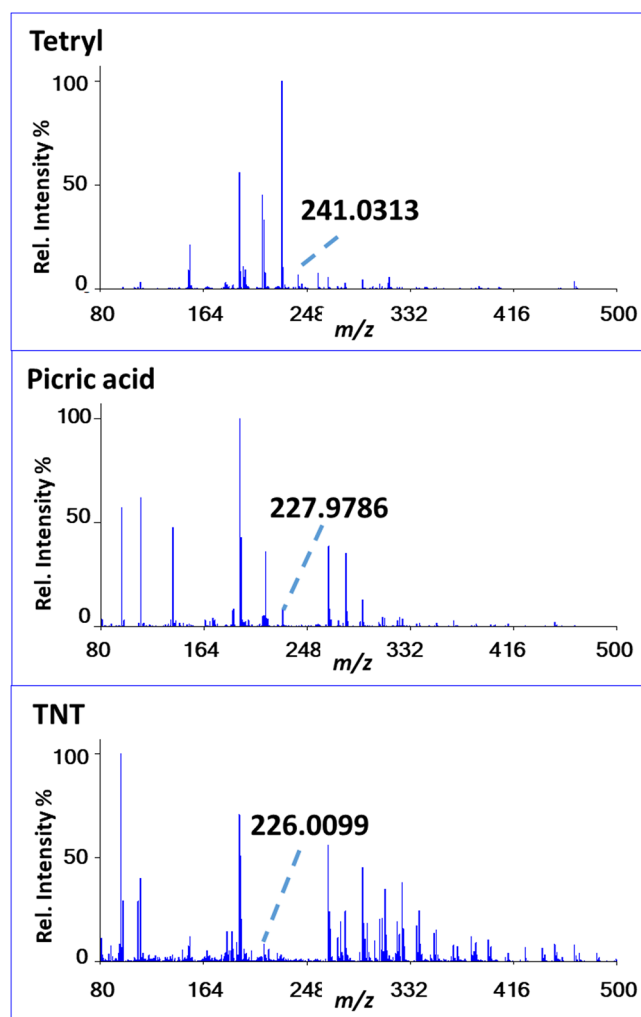 Tetryl
Rel. Intensity %
100
50
0
241.0313
80 164 248 332 416 500
m/z
Picric acid
Rel. Intensity %
100
50
0
227.9786
80 164 248 332 416 500
m/z
TNT
Rel. Intensity %
100
50
0
226.0099
80 164 248 332 416 500
m/z